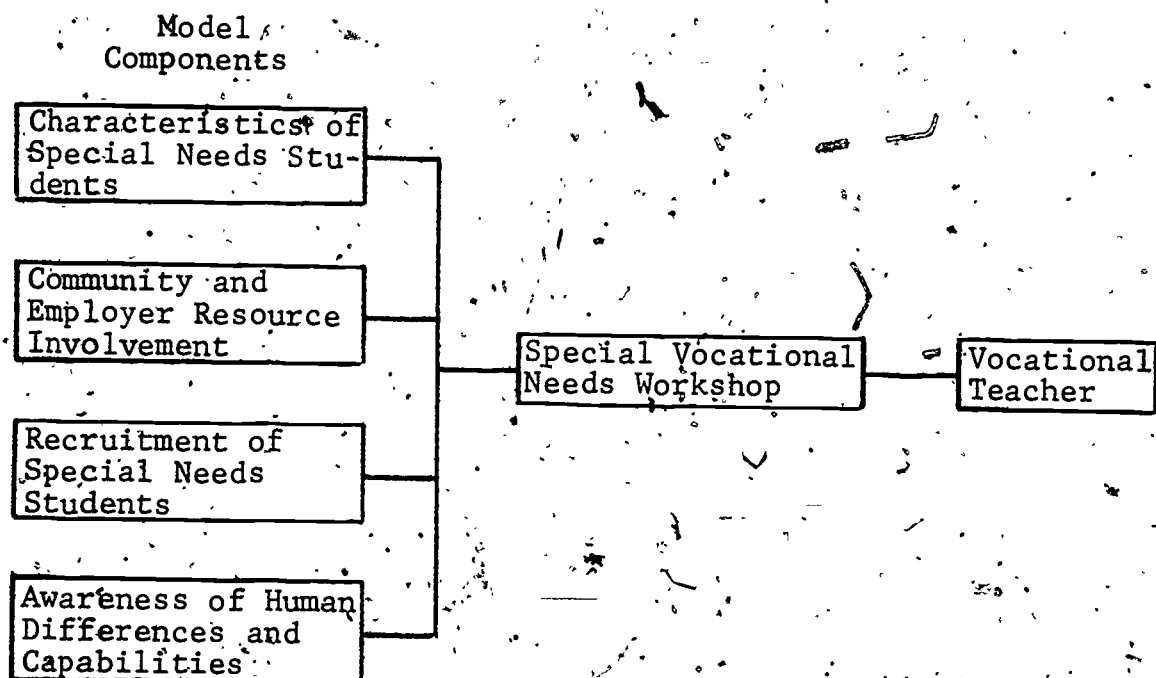 Model
Components
Characteristics of
Special Needs Stu-
dents
Community and
Employer Resource
Involvement
Recruitment of
Special Needs
Students
Awareness of Human
Differences and
Capabilities
Special Vocational
Needs Workshop
Vocational
Teacher